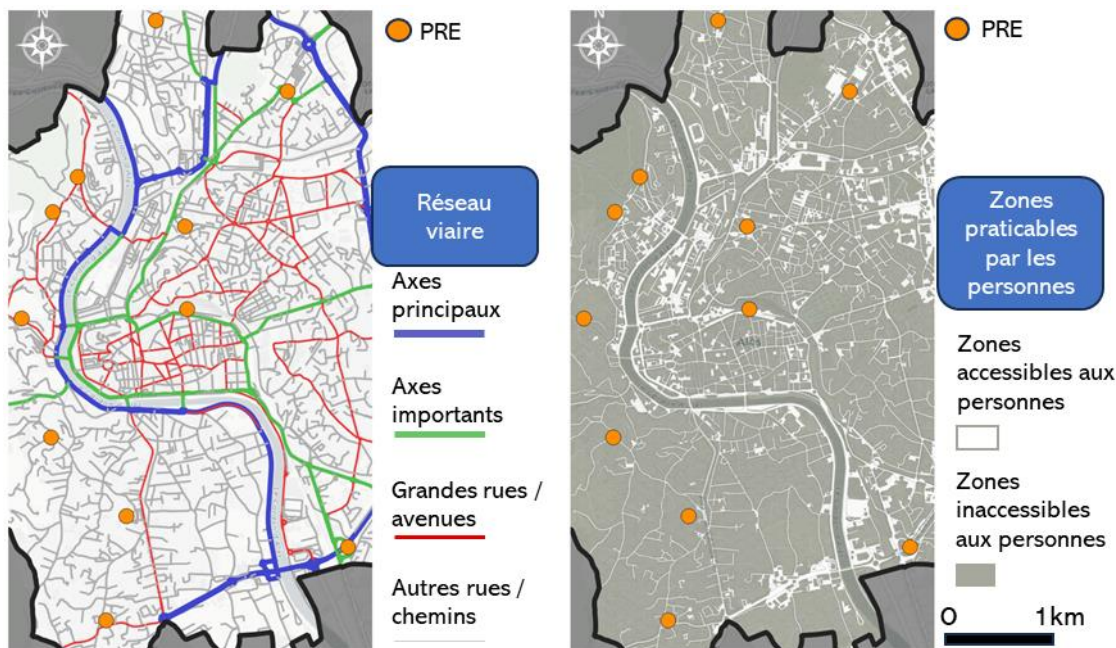 N
PRE
Réseau
viaire
Axes
principaux
Axes
importants
Grandes rues /
avenues
Autres rues /
chemins
N
Alès
PRE
Zones
praticables
par les
personnes
Zones
accessibles aux
personnes
Zones
inaccessibles
aux personnes
0 1km